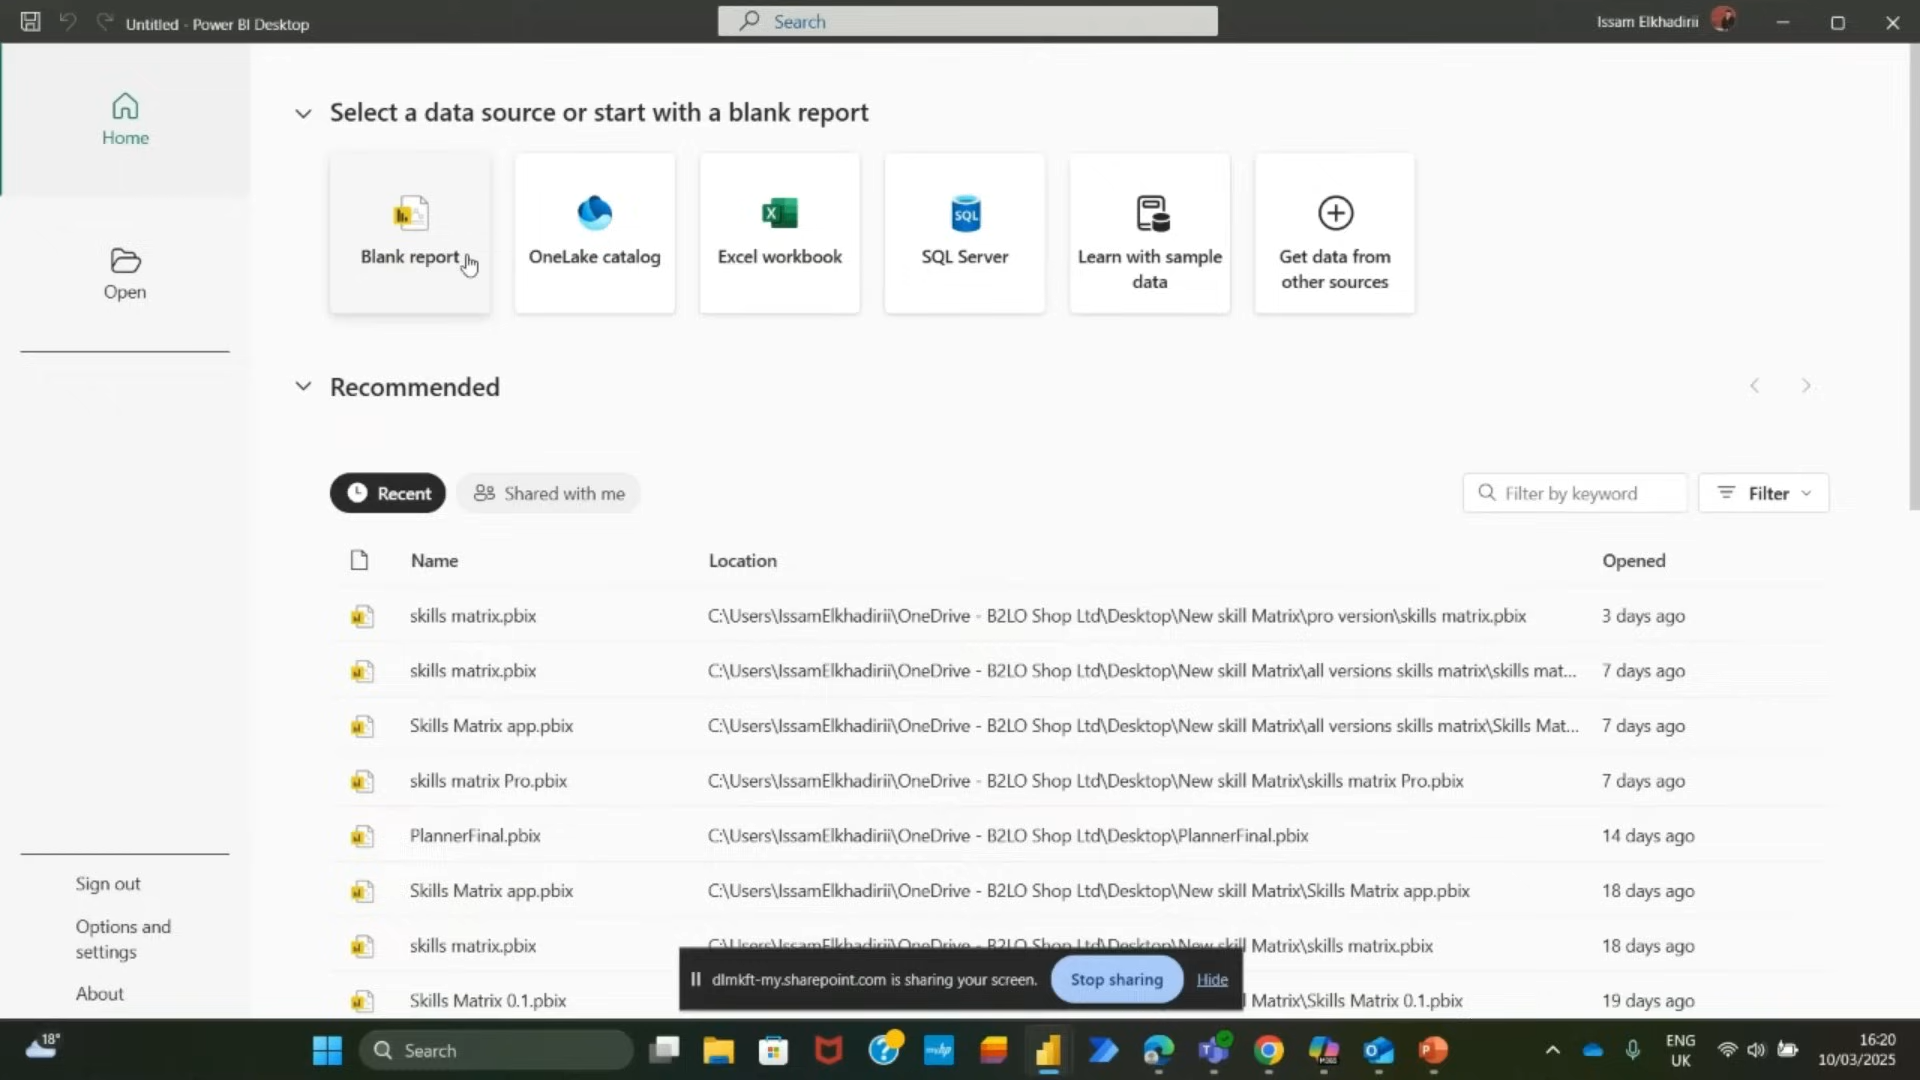 Untitled - Power BI Desktop
Search
Issam Elkhadirii
Home
Open
Select a data source or start with a blank report
Blank report
OneLake catalog
Excel workbook
SQL
SQL Server
Learn with sample
data
Get data from
other sources
Recommended
Recent
Shared with me
Filter by keyword
Filter
Name
Location
Opened
skills matrix.pbix
C:\Users\IssamElkhadirii\OneDrive - B2LO Shop Ltd\Desktop\New skill Matrix\pro version\skills matrix.pbix
3 days ago
skills matrix.pbix
C:\Users\IssamElkhadirii\OneDrive - B2LO Shop Ltd\Desktop\New skill Matrix\all versions skills matrix\skills mat...
7 days ago
Skills Matrix app.pbix
C:\Users\IssamElkhadirii\OneDrive - B2LO Shop Ltd\Desktop\New skill Matrix\all versions skills matrix\Skills Mat...
7 days ago
skills matrix Pro.pbix
C:\Users\IssamElkhadirii\OneDrive - B2LO Shop Ltd\Desktop\New skill Matrix\skills matrix Pro.pbix
7 days ago
PlannerFinal.pbix
C:\Users\IssamElkhadirii\OneDrive - B2LO Shop Ltd\Desktop\PlannerFinal.pbix
14 days ago
Skills Matrix app.pbix
C:\Users\IssamElkhadirii\OneDrive - B2LO Shop Ltd\Desktop\New skill Matrix\Skills Matrix app.pbix
18 days ago
skills matrix.pbix
C:\Users\IssamElkhadirii\OneDrive - B2LO Shop Ltd\Desktop\New skill Matrix\skills matrix.pbix
18 days ago
Skills Matrix 0.1.pbix
Matrix\Skills Matrix 0.1.pbix
19 days ago
Sign out
Options and
settings
About
dlmkft-my.sharepoint.com is sharing your screen.
Stop sharing
Hide
18°
Search
ENG
UK
16:20
10/03/2025